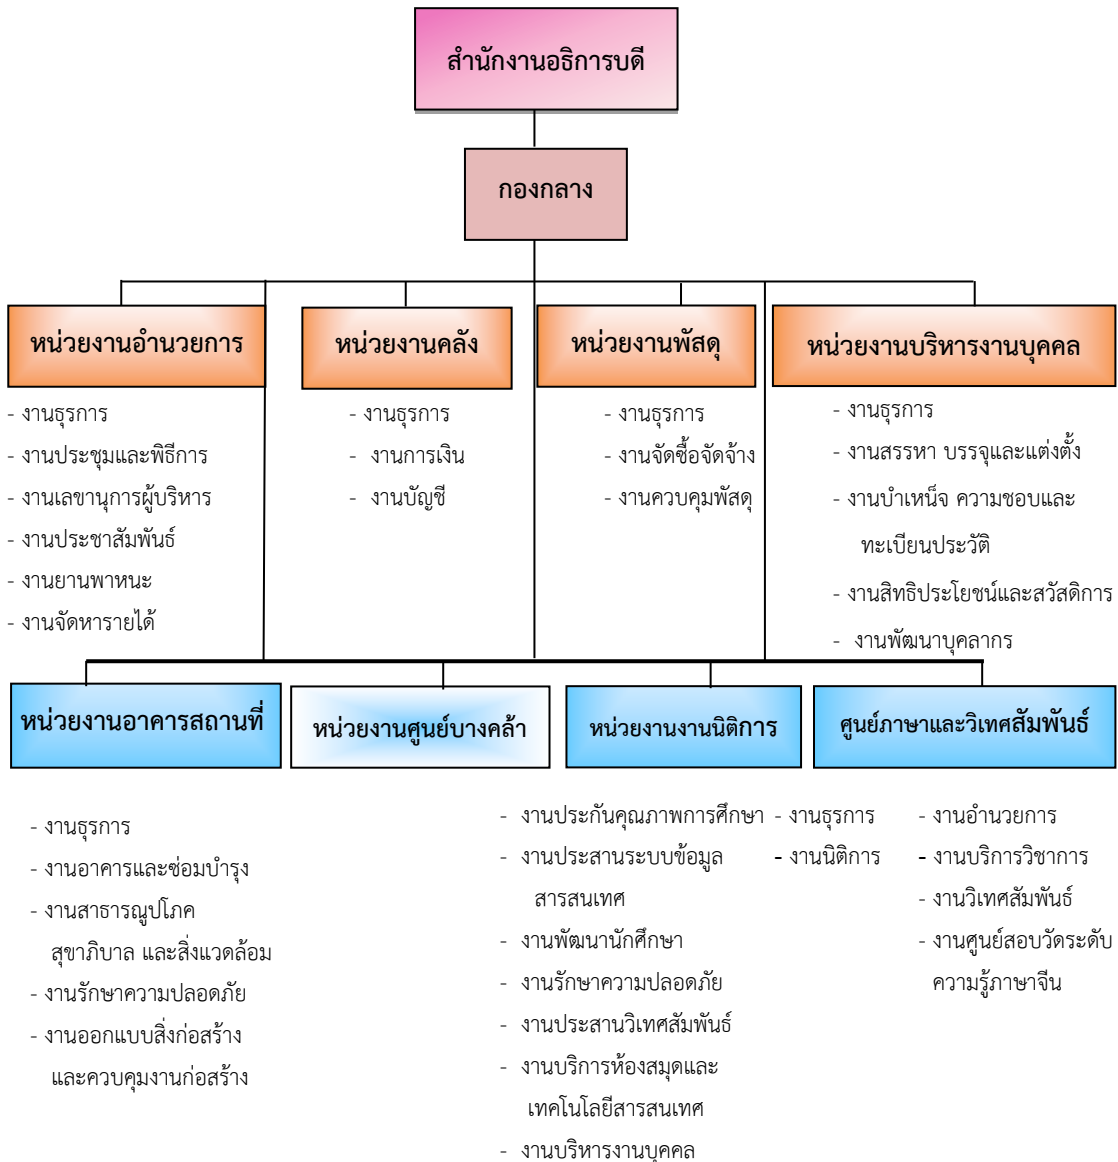 สำนักงานอธิการบดี
กองกลาง
หน่วยงานอำนวยการ
- งานธุรการ
- งานประชุมและพิธีการ
- งานเลขานุการผู้บริหาร
- งานประชาสัมพันธ์
- งานยานพาหนะ
- งานจัดหารายได้
หน่วยงานคลัง
- งานธุรการ
- งานการเงิน
- งานบัญชี
หน่วยงานพัสดุ
- งานธุรการ
- งานจัดซื้อจัดจ้าง
- งานควบคุมพัสดุ
หน่วยงานบริหารงานบุคคล
- งานธุรการ
- งานสรรหา บรรจุและแต่งตั้ง
- งานบำเหน็จ ความชอบและ
ทะเบียนประวัติ
- งานสิทธิประโยชน์และสวัสดิการ
- งานพัฒนาบุคลากร
หน่วยงานอาคารสถานที่
- งานธุรการ
- งานอาคารและซ่อมบำรุง
- งานสาธารณูปโภค
สุขาภิบาล และสิ่งแวดล้อม
- งานรักษาความปลอดภัย
- งานออกแบบสิ่งก่อสร้าง
และควบคุมงานก่อสร้าง
หน่วยงานศูนย์บางคล้า
- งานประกันคุณภาพการศึกษา
- งานประสานระบบข้อมูล
สารสนเทศ
- งานพัฒนานักศึกษา
- งานรักษาความปลอดภัย
- งานประสานวิเทศสัมพันธ์
- งานบริการห้องสมุดและ
เทคโนโลยีสารสนเทศ
- งานบริหารงานบุคคล
หน่วยงานงานนิติการ
- งานธุรการ
- งานนิติการ
ศูนย์ภาษาและวิเทศสัมพันธ์
- งานอำนวยการ
- งานบริการวิชาการ
- งานวิเทศสัมพันธ์
- งานศูนย์สอบวัดระดับ
ความรู้ภาษาจีน